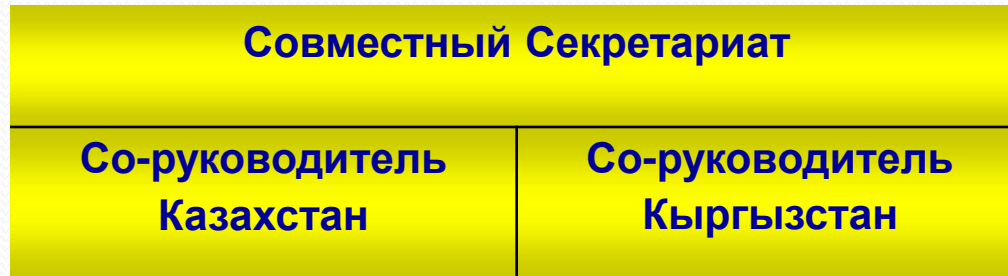 Совместный Секретариат
Со-руководитель
Казахстан
Со-руководитель
Кыргызстан